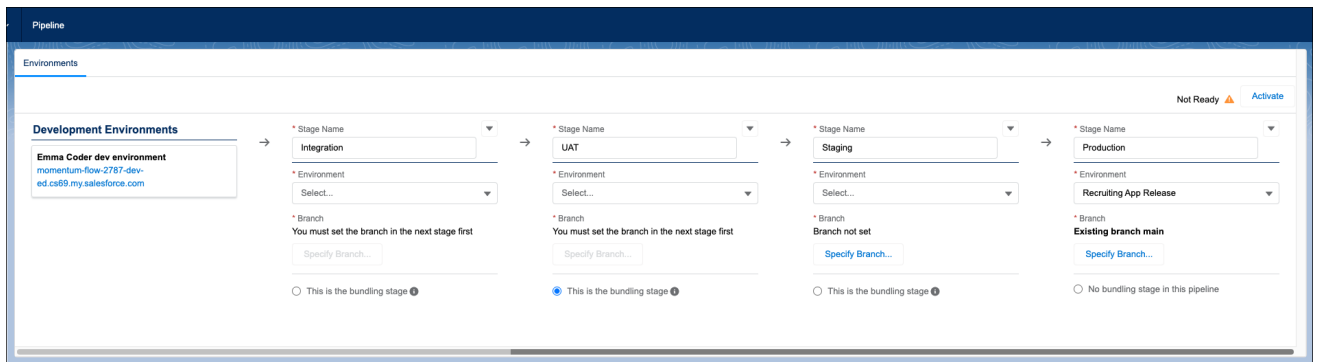 Pipeline
Environments
Not Ready
Activate
Development Environments
Emma Coder dev environment
momentum-flow-2787-dev-
ed.cs69.my.salesforce.com
* Stage Name
Integration
* Environment
Select...
* Branch
You must set the branch in the next stage first
Specify Branch...
This is the bundling stage
* Stage Name
UAT
* Environment
Select...
* Branch
You must set the branch in the next stage first
Specify Branch...
This is the bundling stage
* Stage Name
Staging
* Environment
Select...
* Branch
Branch not set
Specify Branch...
This is the bundling stage
* Stage Name
Production
* Environment
Recruiting App Release
* Branch
Existing branch main
Specify Branch...
No bundling stage in this pipeline